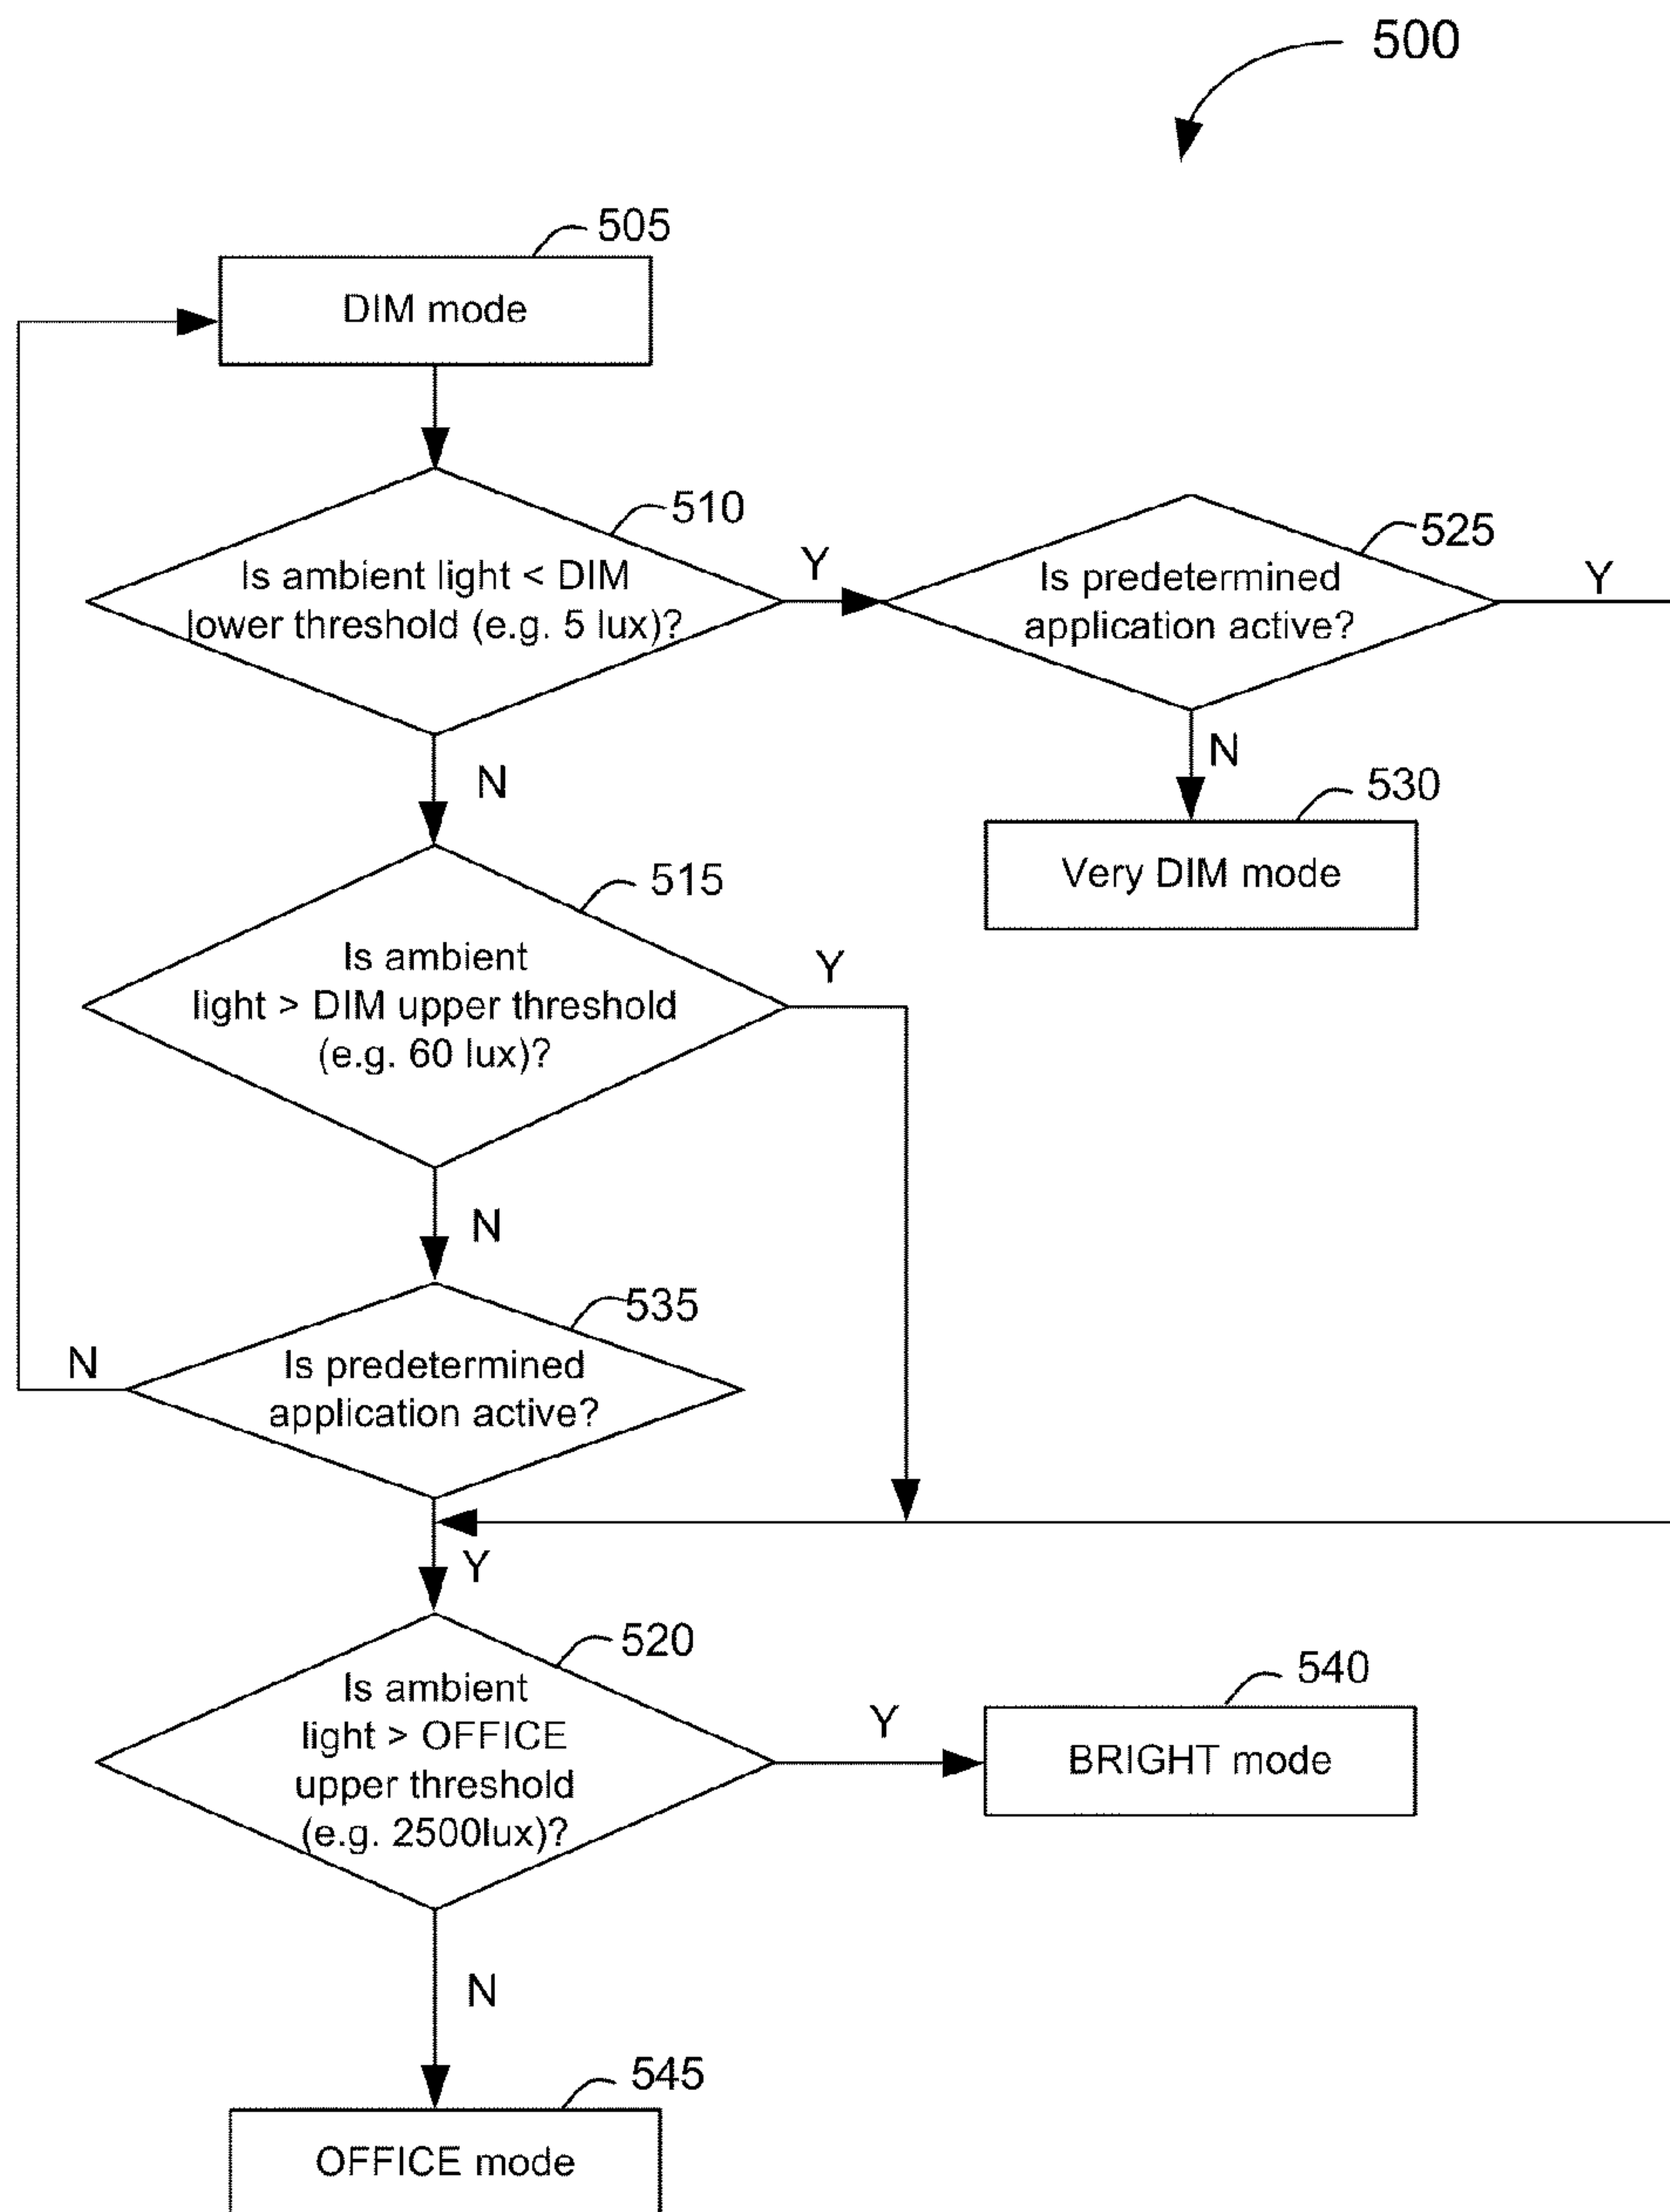 500
505
DIM mode
510
Is ambient light < DIM
lower threshold (e.g. 5 lux)?
Y
525
Is predetermined
application active?
Y
N
N
530
Very DIM mode
515
Is ambient
light > DIM upper threshold
(e.g. 60 lux)?
Y
N
535
Is predetermined
application active?
N
Y
520
Is ambient
light > OFFICE
upper threshold
(e.g. 2500lux)?
Y
540
BRIGHT mode
N
545
OFFICE mode